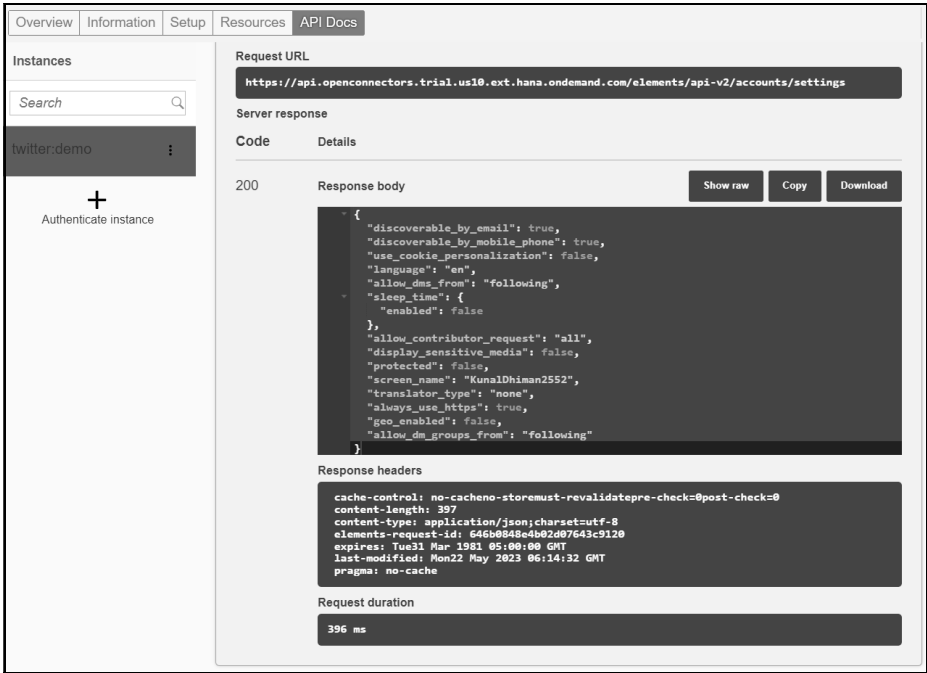 Overview Information Setup Resources API Docs
Instances
Search
twitter:demo
Authenticate instance
Request URL
https://api.openconnectors.trial.us10.ext.hana.ondemand.com/elements/api-v2/accounts/settings
Server response
Code Details
200 Response body Show raw Copy Download
{
"discoverable_by_email": true,
"discoverable_by_mobile_phone": true,
"use_cookie_personalization": false,
"language": "en",
"allow_dms_from": "following",
"sleep_time": {
"enabled": false
},
"allow_contributor_request": "all",
"display_sensitive_media": false,
"protected": false,
"screen_name": "KunalDhiman2552",
"translator_type": "none",
"always_use_https": true,
"geo_enabled": false,
"allow_dm_groups_from": "following"
}
Response headers
cache-control: no-cacheno-storemust-revalidatepre-check=0post-check=0
content-length: 397
content-type: application/json;charset=utf-8
elements-request-id: 646b0848e4b02d07643c9120
expires: Tue31 Mar 1981 05:00:00 GMT
last-modified: Mon22 May 2023 06:14:32 GMT
pragma: no-cache
Request duration
396 ms